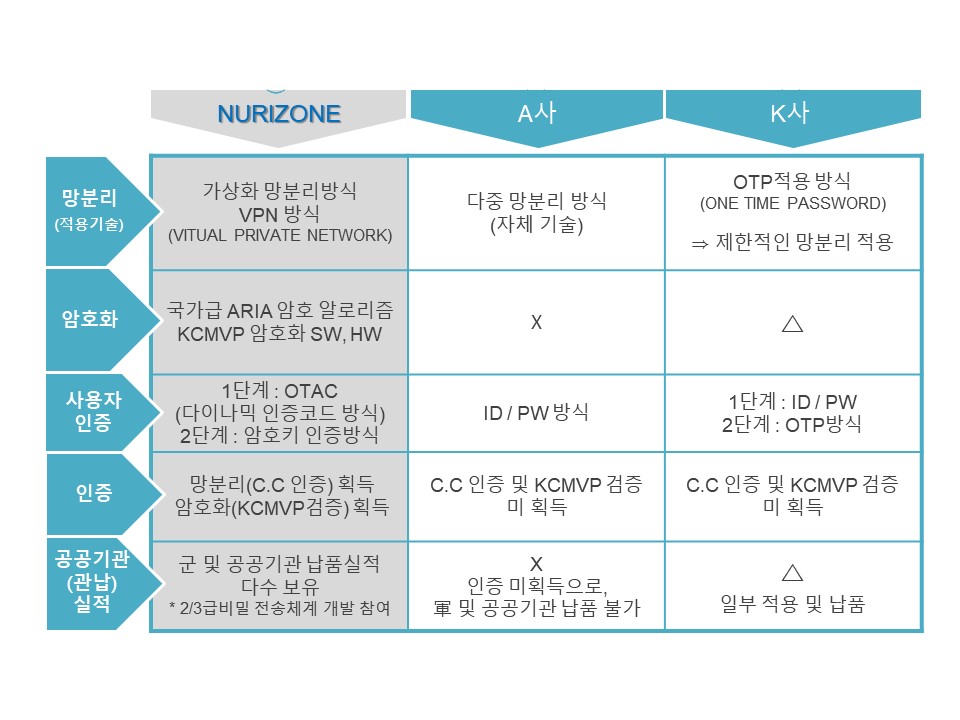 NURIZONE
A사
K사
망분리
(적용기술)
가상화 망분리방식
VPN 방식
(VITUAL PRIVATE NETWORK)
다중 망분리 방식
(자체 기술)
OTP적용 방식
(ONE TIME PASSWORD)
⇒ 제한적인 망분리 적용
암호화
국가급 ARIA 암호 알로리즘
KCMVP 암호화 SW, HW
X
△
사용자
인증
1단계 : OTAC
(다이나믹 인증코드 방식)
2단계 : 암호키 인증방식
ID / PW 방식
1단계 : ID / PW
2단계 : OTP방식
인증
망분리(C.C 인증) 획득
암호화(KCMVP검증) 획득
C.C 인증 및 KCMVP 검증
미 획득
C.C 인증 및 KCMVP 검증
미 획득
공공기관
(관납)
실적
군 및 공공기관 납품실적
다수 보유
* 2/3급비밀 전송체계 개발 참여
X
인증 미획득으로,
軍 및 공공기관 납품 불가
△
일부 적용 및 납품